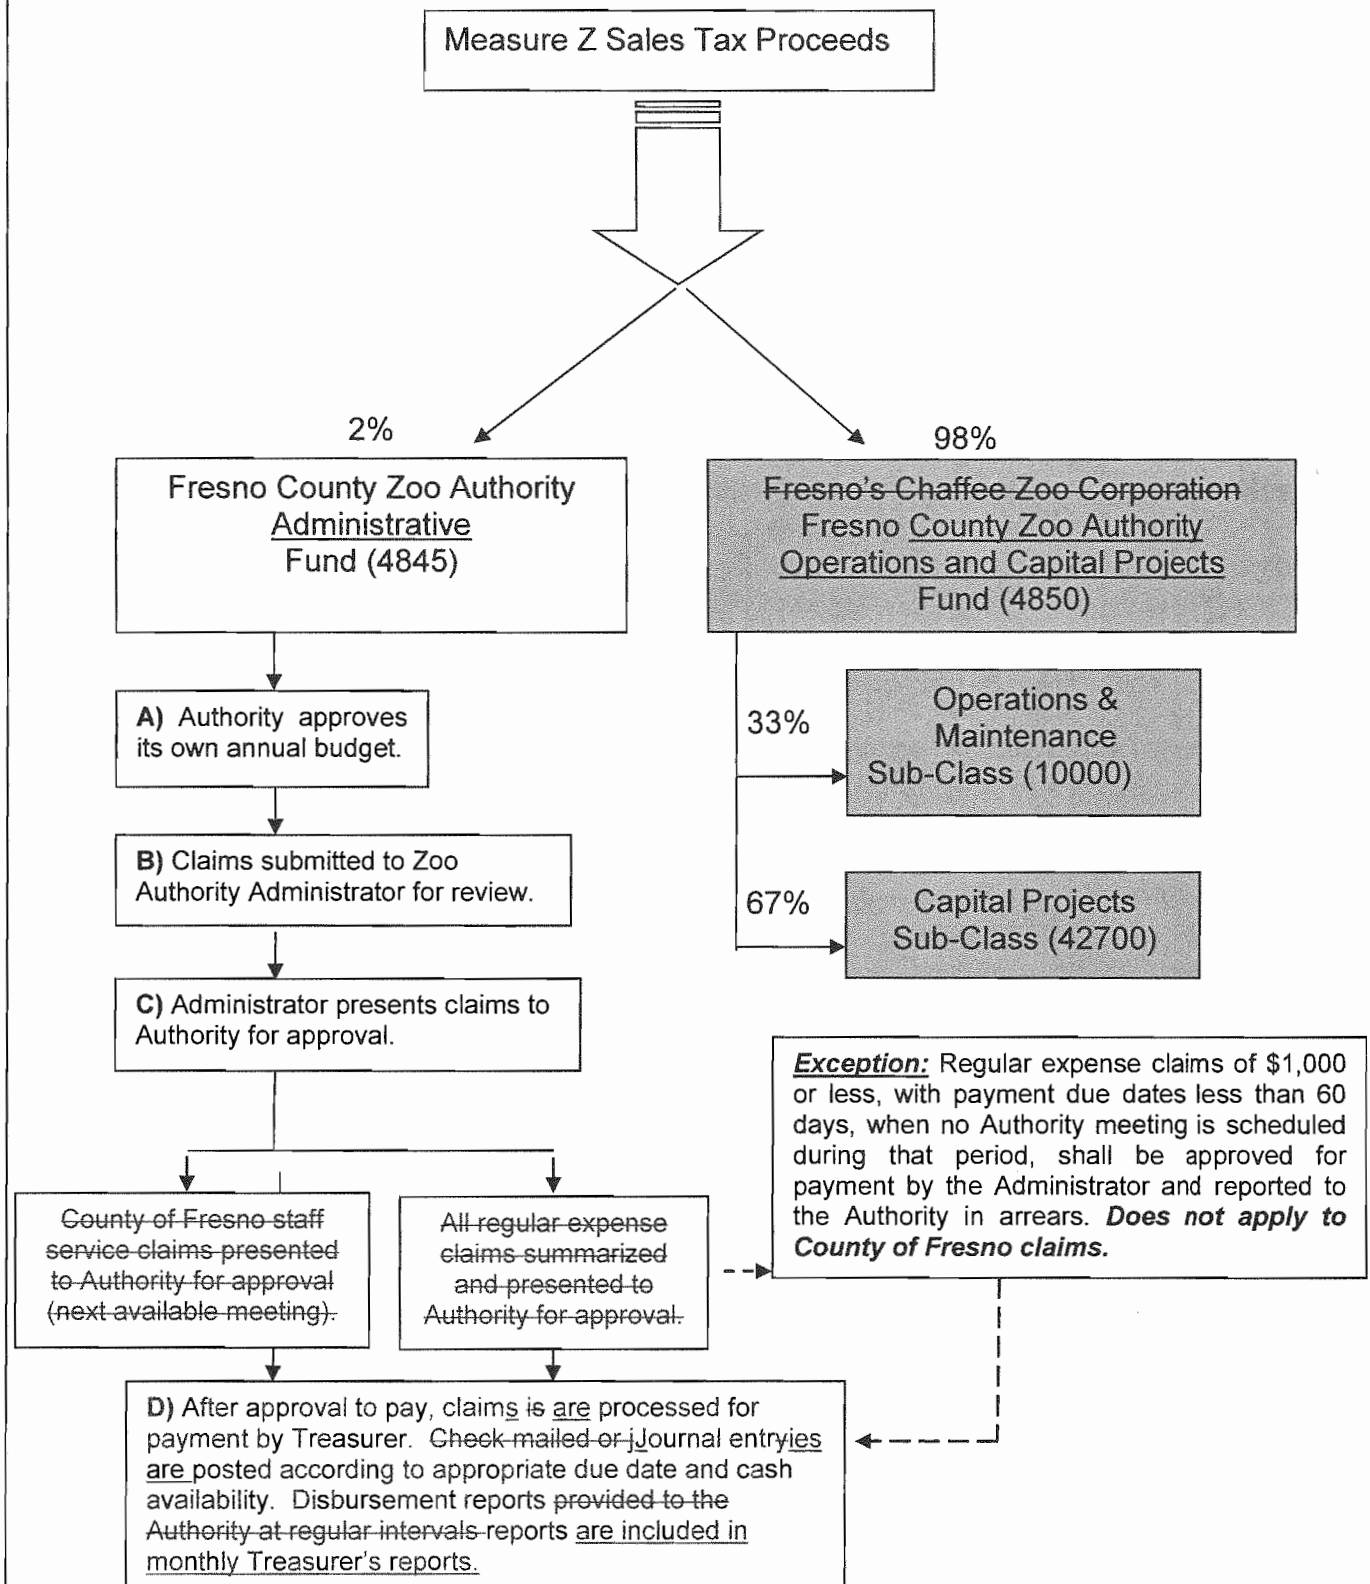 Measure Z Sales Tax Proceeds
2%
98%
Fresno County Zoo Authority
Administrative
Fund (4845)
Fresno's Chaffee Zoo Corporation
Fresno County Zoo Authority
Operations and Capital Projects
Fund (4850)
A) Authority approves
its own annual budget.
33%
Operations &
Maintenance
Sub-Class (10000)
B) Claims submitted to Zoo
Authority Administrator for review.
67%
Capital Projects
Sub-Class (42700)
C) Administrator presents claims to
Authority for approval.
Exception: Regular expense claims of $1,000
or less, with payment due dates less than 60
days, when no Authority meeting is scheduled
during that period, shall be approved for
payment by the Administrator and reported to
the Authority in arrears. Does not apply to
County of Fresno claims.
County of Fresno staff
service claims presented
to Authority for approval
(next available meeting).
All regular expense
claims summarized
and presented to
Authority for approval.
D) After approval to pay, claims is are processed for
payment by Treasurer. Check mailed or jJournal entryies
are posted according to appropriate due date and cash
availability. Disbursement reports provided to the
Authority at regular intervals reports are included in
monthly Treasurer's reports.